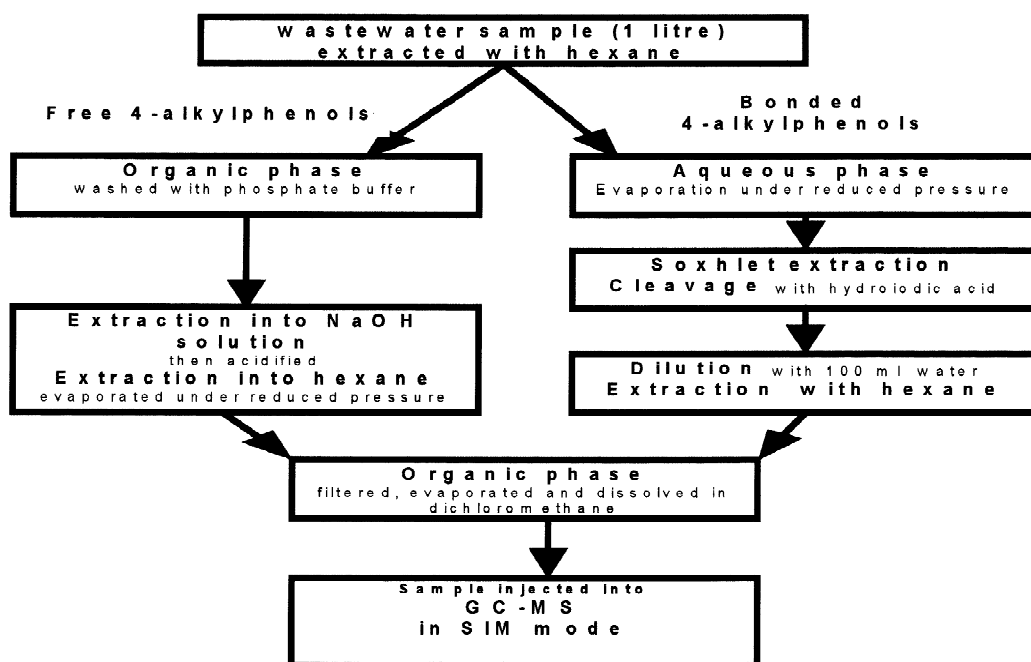 wastewater sample (1 litre)
extracted with hexane
Free 4-alkylphenols
Bonded
4-alkylphenols
Organic phase
washed with phosphate buffer
Aqueous phase
Evaporation under reduced pressure
Soxhlet extraction
Cleavage with hydroiodic acid
Extraction into NaOH
solution
then acidified
Extraction into hexane
evaporated under reduced pressure
Dilution with 100 ml water
Extraction with hexane
Organic phase
filtered, evaporated and dissolved in
dichloromethane
Sample injected into
GC-MS
in SIM mode